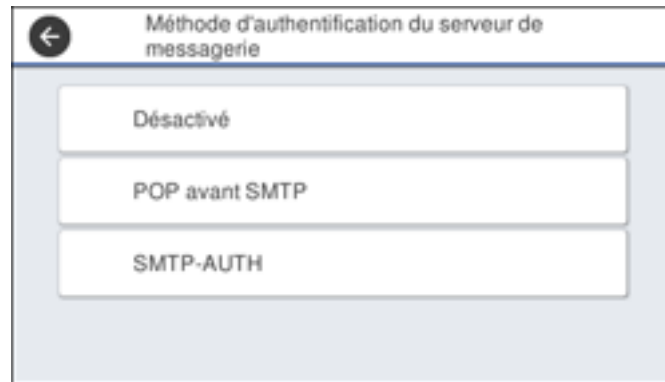 Méthode d'authentification du serveur de
messagerie
Désactivé
POP avant SMTP
SMTP-AUTH